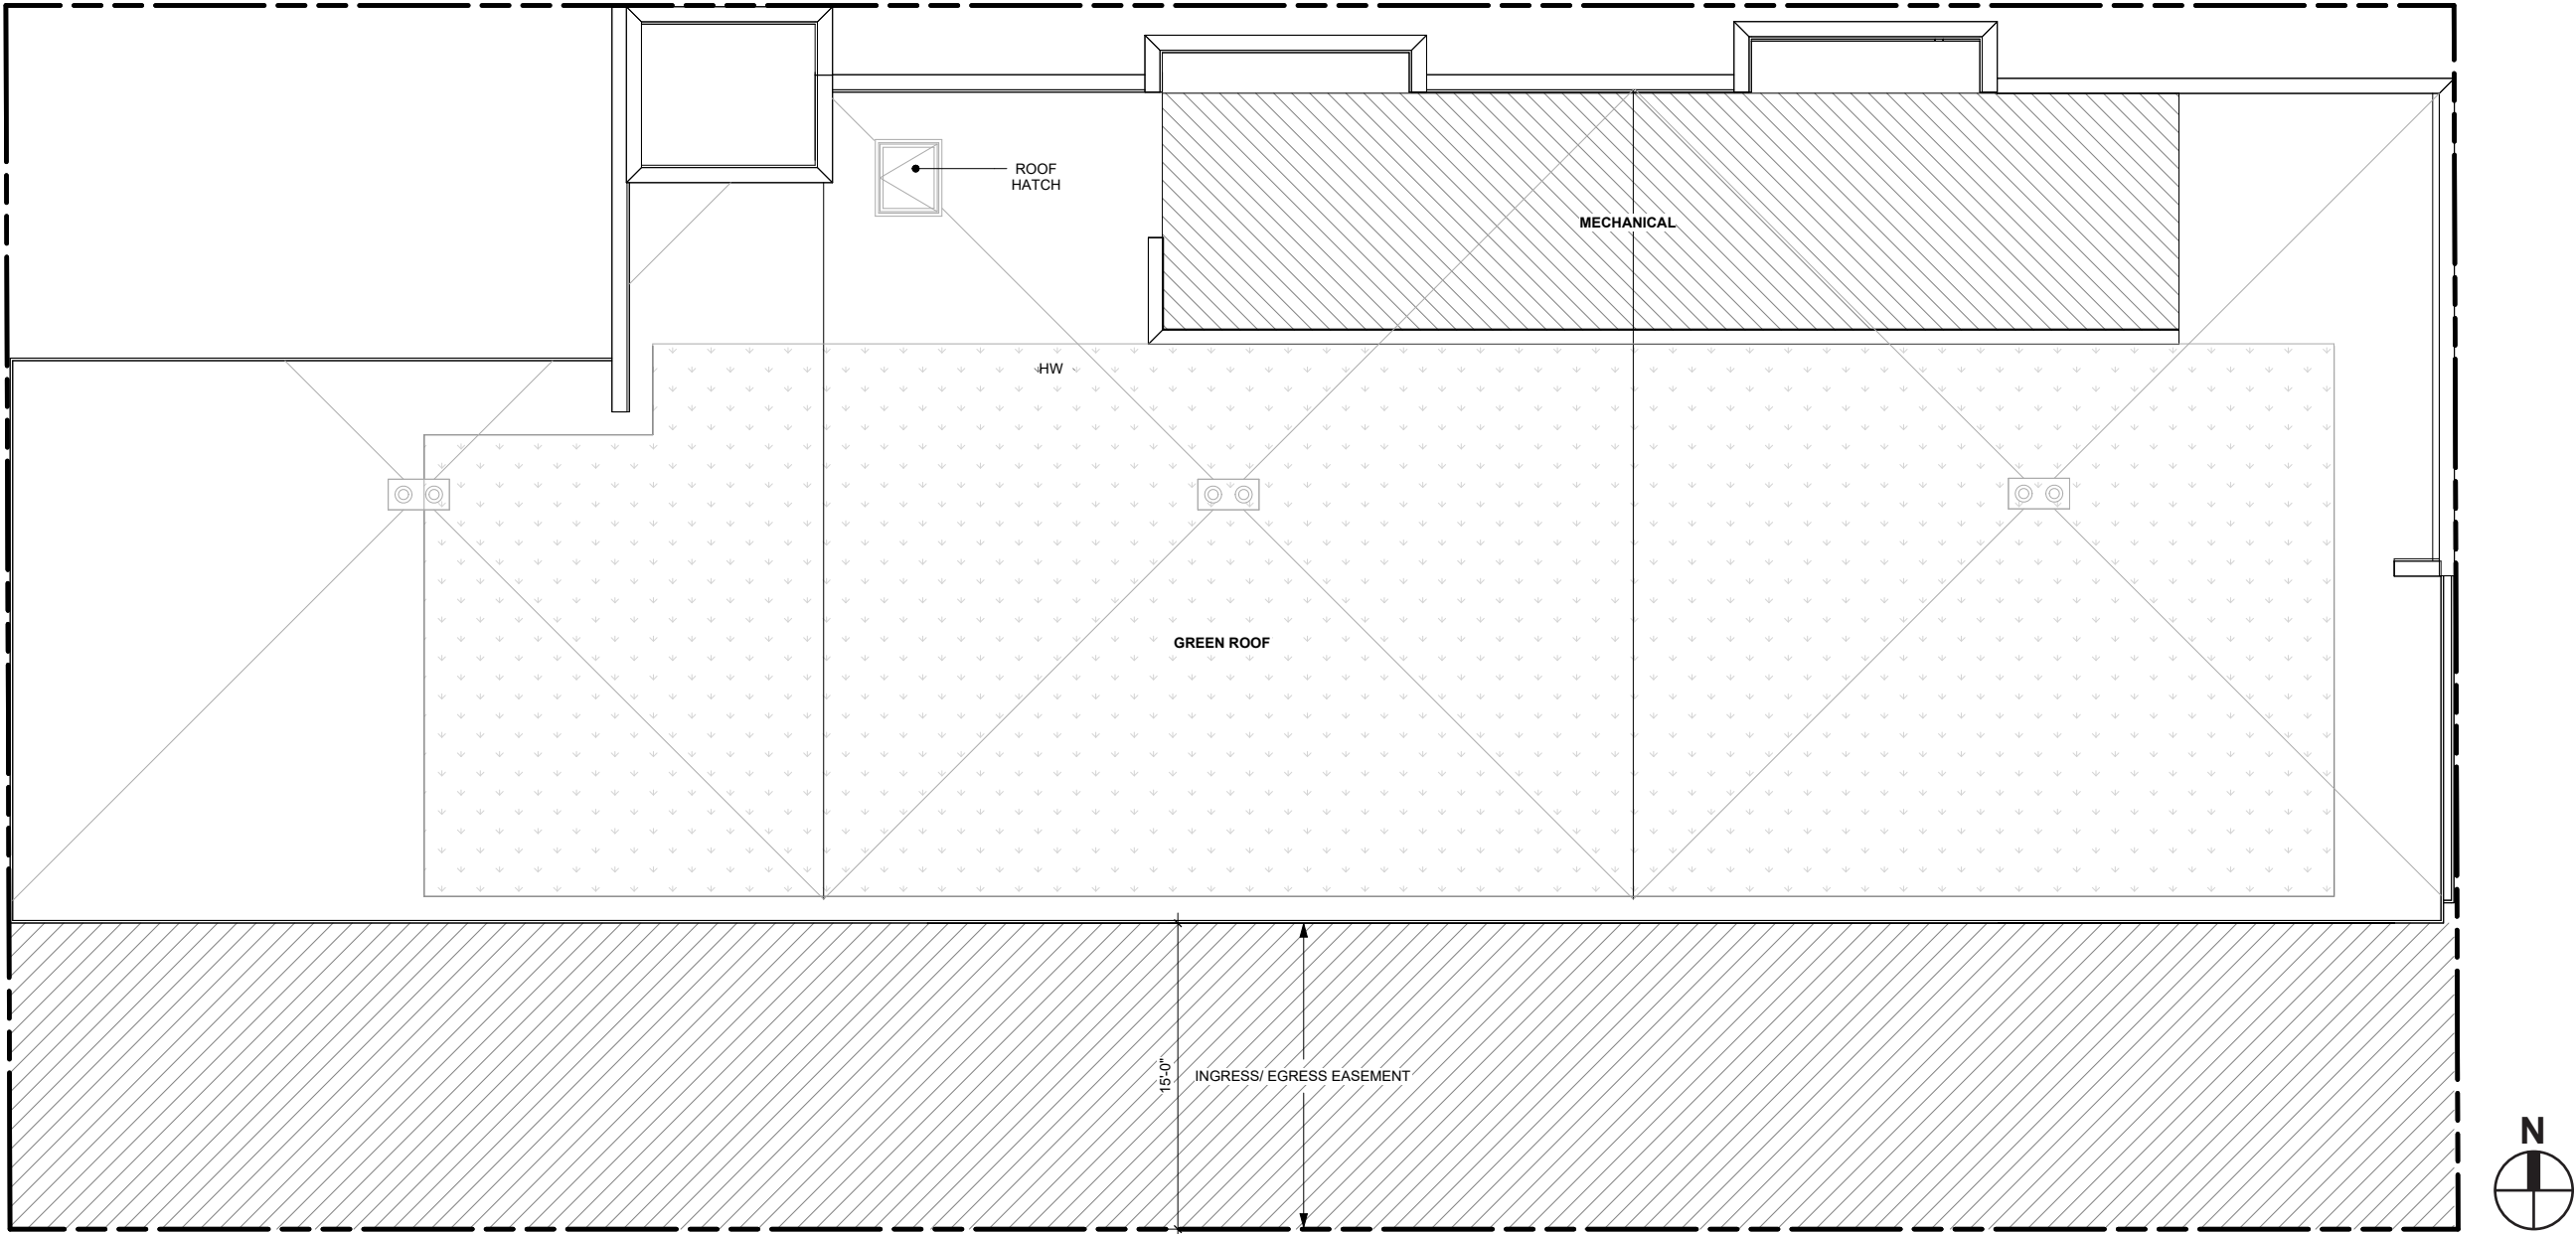 ROOF
HATCH
MECHANICAL
HW
GREEN ROOF
15'-0"
INGRESS/ EGRESS EASEMENT
N